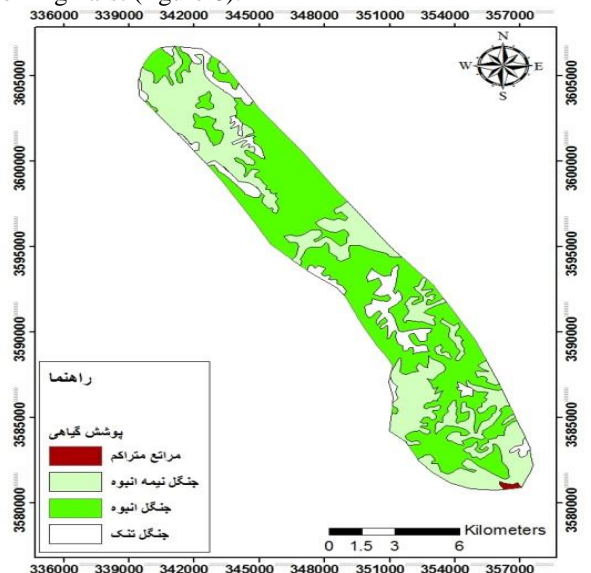 336000 339000 342000 345000 348000 351000 354000 357000
N
W E
S
3605000 3605000
3600000 3600000
3595000 3595000
3590000 3590000
3585000 3585000
3580000 3580000
راهنما
پوشش گیاهی
مراتع متراکم
جنگل نیمه انبوه
جنگل انبوه
جنگل تنک
Kilometers
0 1.5 3 6
336000 339000 342000 345000 348000 351000 354000 357000